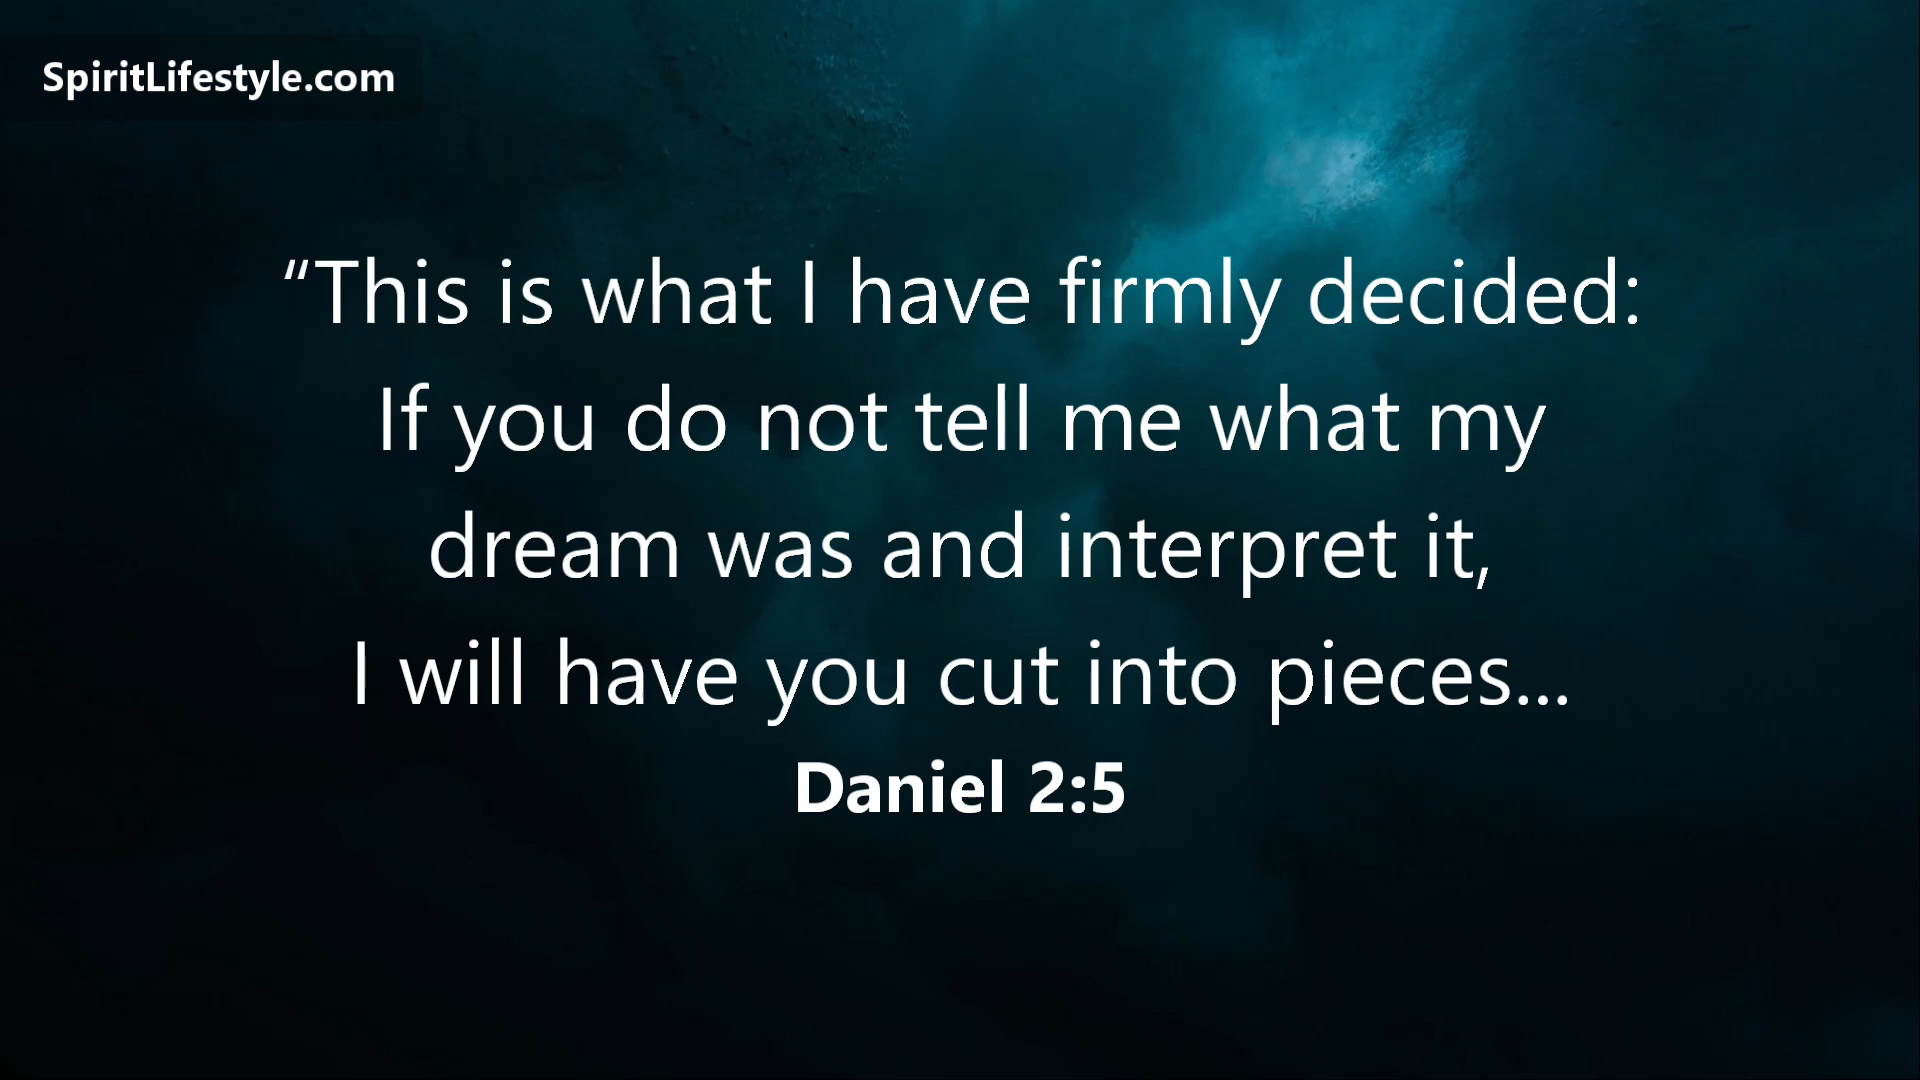 SpiritLifestyle.com
“This is what I have firmly decided:
If you do not tell me what my
dream was and interpret it,
I will have you cut into pieces...
Daniel 2:5